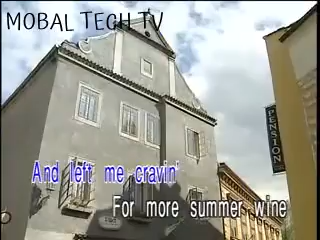 MOBAL TECH TV
PENSION
And left me cravin'
For more summer wine